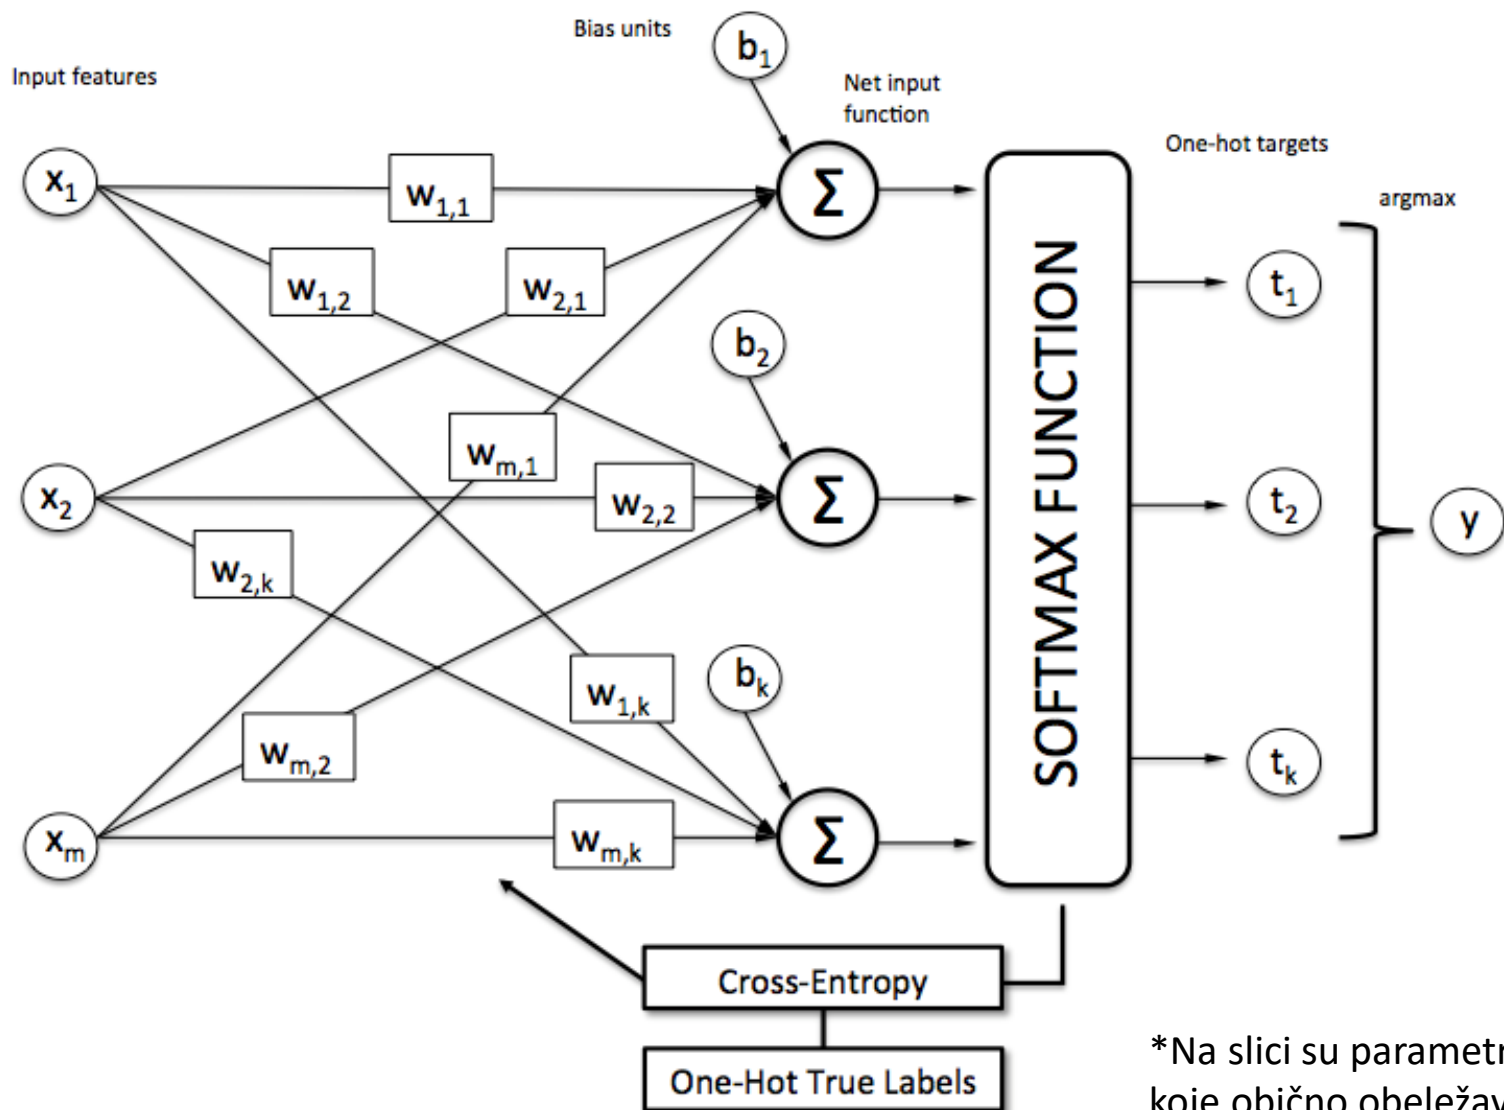 Bias units
b1
Input features
Net input
function
One-hot targets
argmax
x1
w1,1
Σ
w1,2
w2,1
t1
b2
wm,1
x2
w2,2
Σ
t2
y
w2,k
SOFTMAX FUNCTION
bk
w1,k
wm,2
tk
xm
wm,k
Σ
Cross-Entropy
One-Hot True Labels
*Na slici su parametr
koje obično obeležav